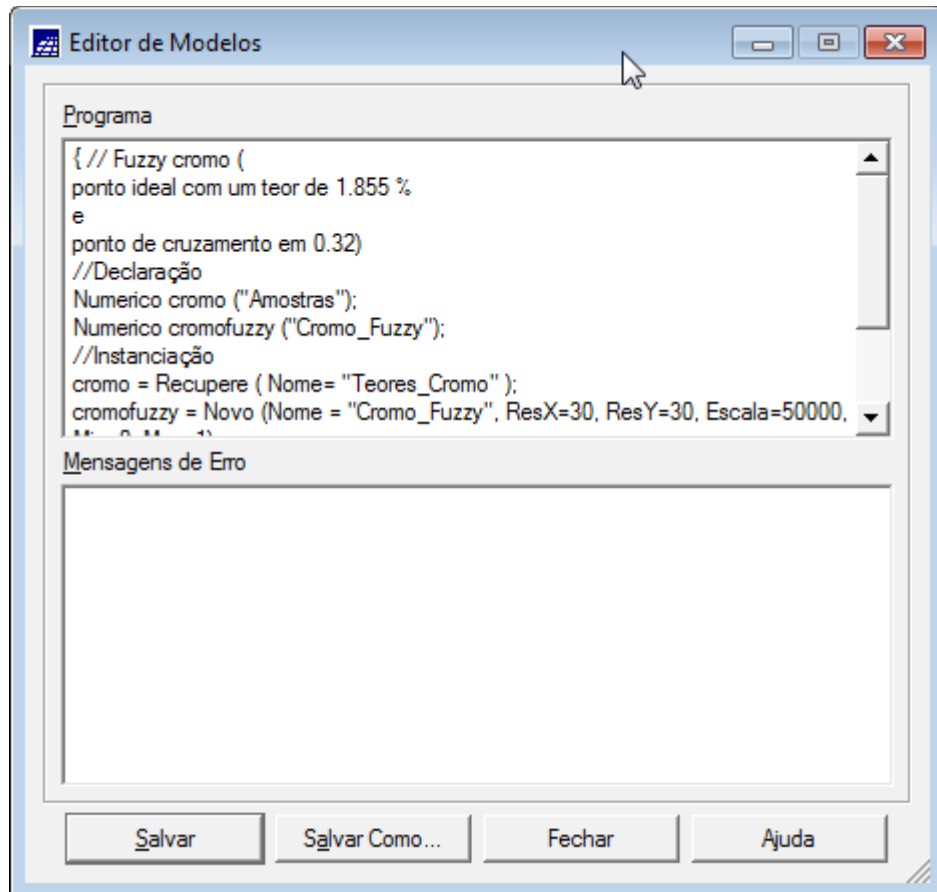 Editor de Modelos
Programa
{ // Fuzzy cromo (
ponto ideal com um teor de 1.855 %
e
ponto de cruzamento em 0.32)
//Declaração
Numerico cromo ("Amostras");
Numerico cromofuzzy ("Cromo_Fuzzy");
//Instanciação
cromo = Recupere ( Nome= "Teores_Cromo" );
cromofuzzy = Novo (Nome = "Cromo_Fuzzy", ResX=30, ResY=30, Escala=50000,
Mensagens de Erro
Salvar
Salvar Como...
Fechar
Ajuda